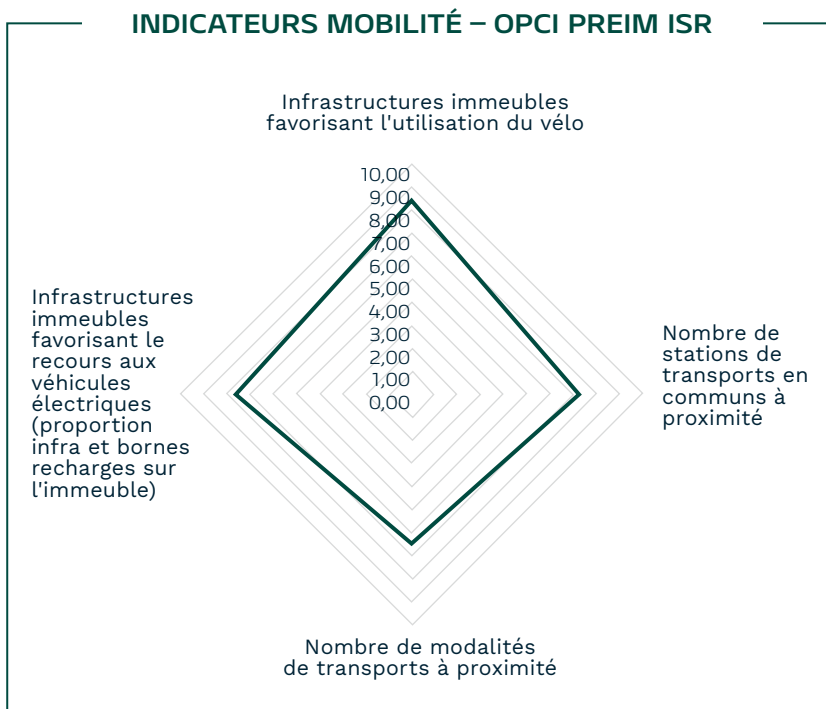 INDICATEURS MOBILITÉ – OPCI PREIM ISR
Infrastructures immeubles
favorisant l'utilisation du vélo
10,00
9,00
8,00
7,00
6,00
5,00
4,00
3,00
2,00
1,00
0,00
Infrastructures
immeubles
favorisant le
recours aux
véhicules
électriques
(proportion
infra et bornes
recharges sur
l'immeuble)
Nombre de
stations de
transports en
communs à
proximité
Nombre de modalités
de transports à proximité